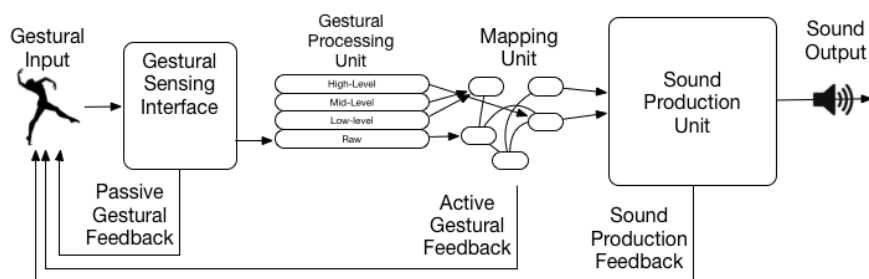 Gestural
Input
Gestural
Sensing
Interface
Gestural
Processing
Unit
High-Level
Mid-Level
Low-level
Raw
Mapping
Unit
Sound
Production
Unit
Sound
Output
Passive
Gestural
Feedback
Active
Gestural
Feedback
Sound
Production
Feedback